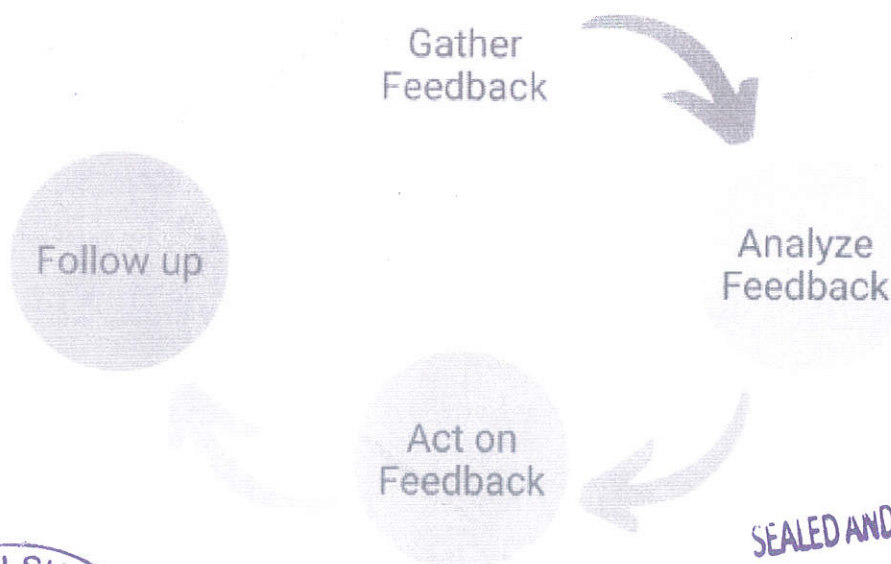 Gather
Feedback
Analyze
Feedback
Follow up
Act on
Feedback
SEALED AND